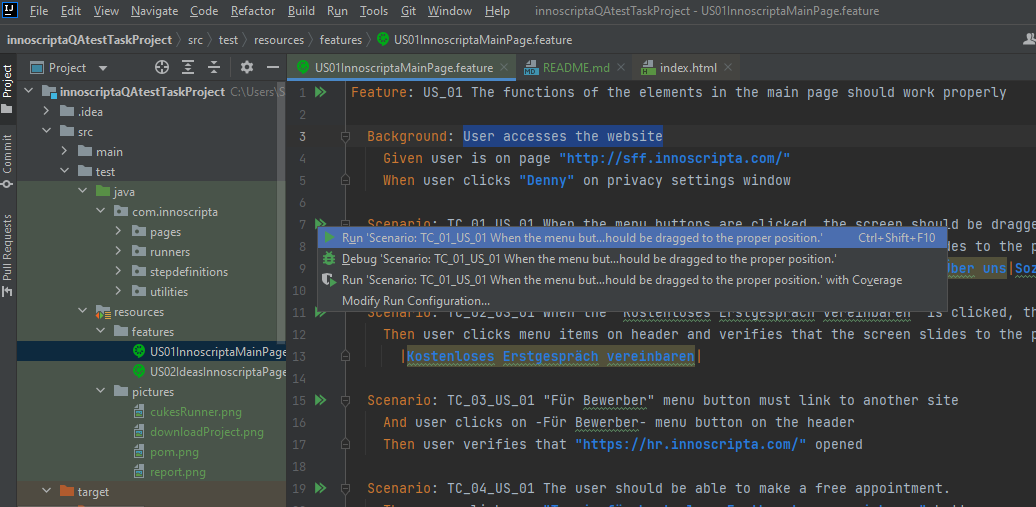 File Edit View Navigate Code Refactor Build Run Tools Git Window Help innoscriptaQAtestTaskProject - US01InnoscriptaMainPage.feature
innoscriptaQAtestTaskProject src test resources features US01InnoscriptaMainPage.feature
Project
Commit
Pull Requests
Project
US01InnoscriptaMainPage.feature README.md index.html
innoscriptaQAtestTaskProject C:\Users\S
.idea
src
main
test
java
com.innoscripta
pages
runners
stepdefinitions
utilities
resources
features
US01InnoscriptaMainPage
US02IdeasInnoscriptaPage
pictures
cukesRunner.png
downloadProject.png
pom.png
report.png
target
1 Feature: US_01 The functions of the elements in the main page should work properly
2
3 Background: User accesses the website
4 Given user is on page "http://sff.innoscripta.com/"
5 When user clicks "Denny" on privacy settings window
6
7 Scenario: TC_01_US_01 When the menu buttons are clicked, the screen should be dragge
8 des to the p
9 Über uns|Soz
10
11 Scenario: TC_02_US_01 When the "Kostenloses Erstgespräch vereinbaren" is clicked, th
12 Then user clicks menu items on header and verifies that the screen slides to the p
13 |Kostenloses Erstgespräch vereinbaren|
14
15 Scenario: TC_03_US_01 "Für Bewerber" menu button must link to another site
16 And user clicks on -Für Bewerber- menu button on the header
17 Then user verifies that "https://hr.innoscripta.com/" opened
18
19 Scenario: TC_04_US_01 The user should be able to make a free appointment.
Run 'Scenario: TC_01_US_01 When the menu but...hould be dragged to the proper position.' Ctrl+Shift+F10
Debug 'Scenario: TC_01_US_01 When the menu but...hould be dragged to the proper position.'
Run 'Scenario: TC_01_US_01 When the menu but...hould be dragged to the proper position.' with Coverage
Modify Run Configuration...